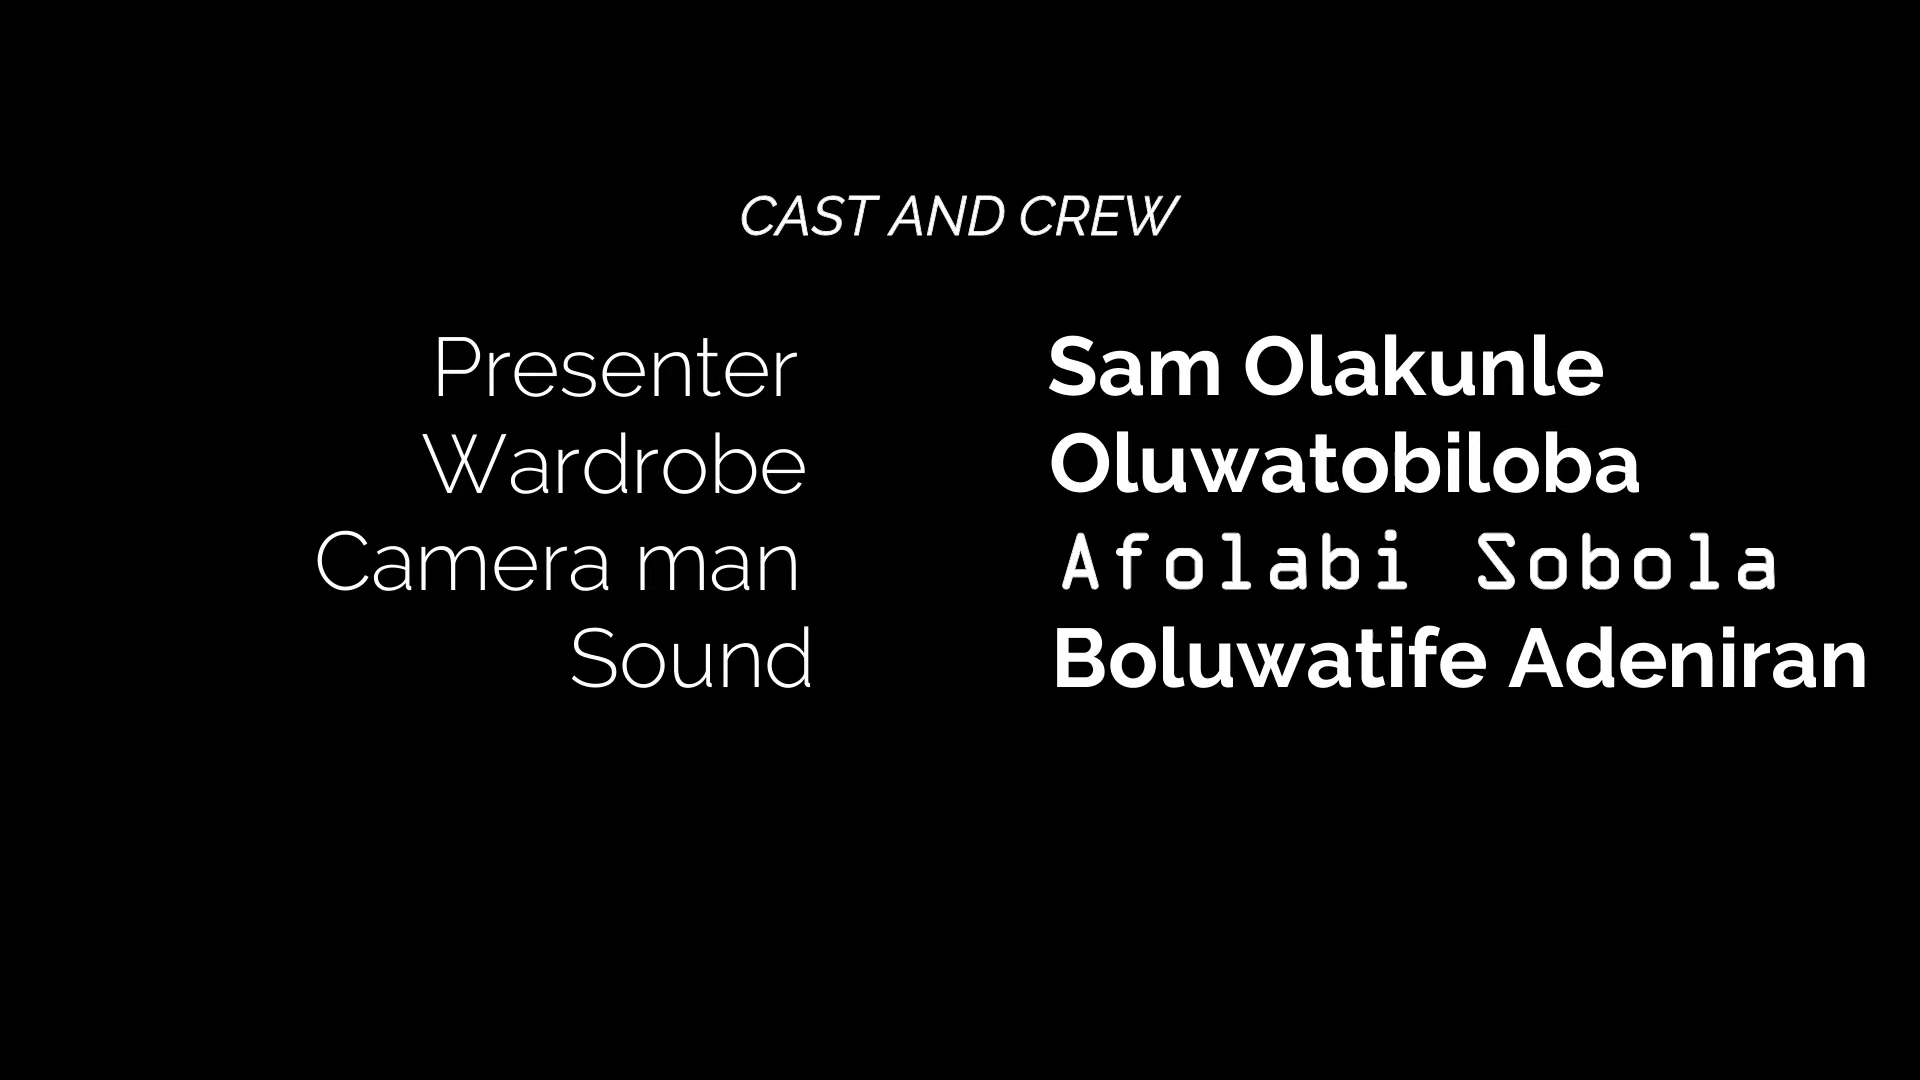 CAST AND CREW
Presenter Sam Olakunle
Wardrobe Oluwatobiloba
Camera man Afolabi Sobola
Sound Boluwatife Adeniran